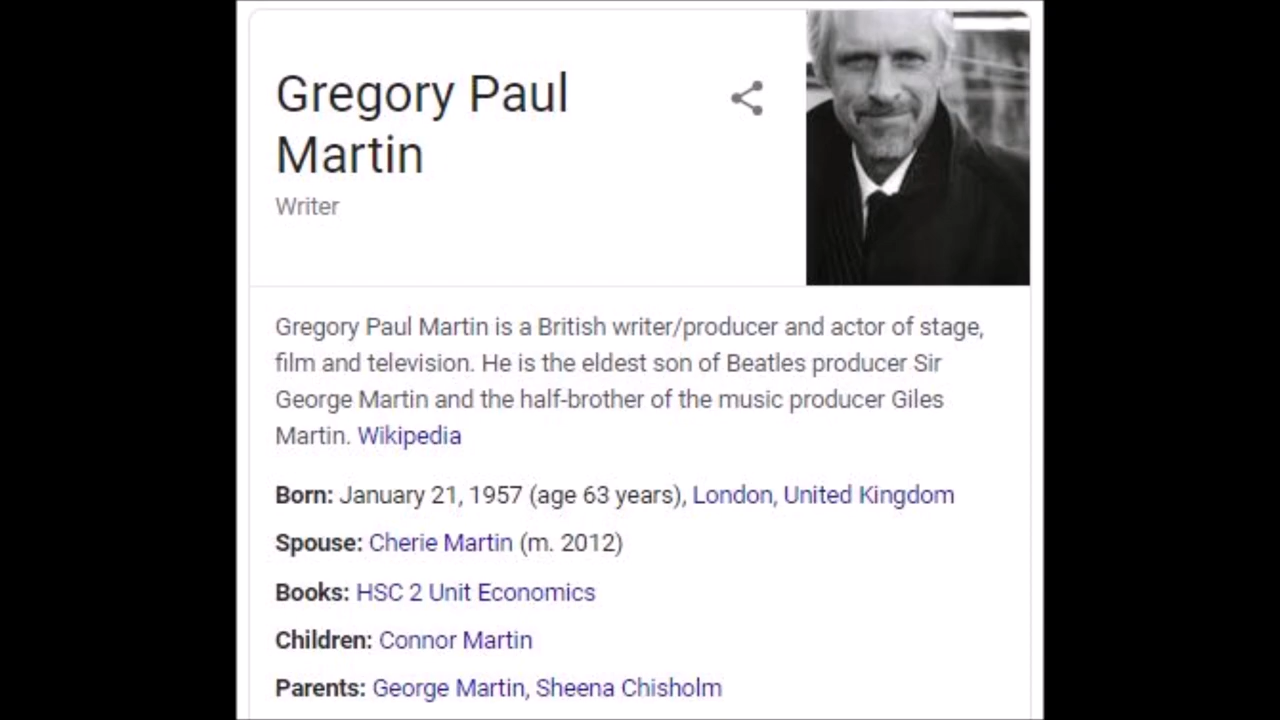 Gregory Paul
Martin
Writer
Gregory Paul Martin is a British writer/producer and actor of stage,
film and television. He is the eldest son of Beatles producer Sir
George Martin and the half-brother of the music producer Giles
Martin. Wikipedia
Born: January 21, 1957 (age 63 years), London, United Kingdom
Spouse: Cherie Martin (m. 2012)
Books: HSC 2 Unit Economics
Children: Connor Martin
Parents: George Martin, Sheena Chisholm